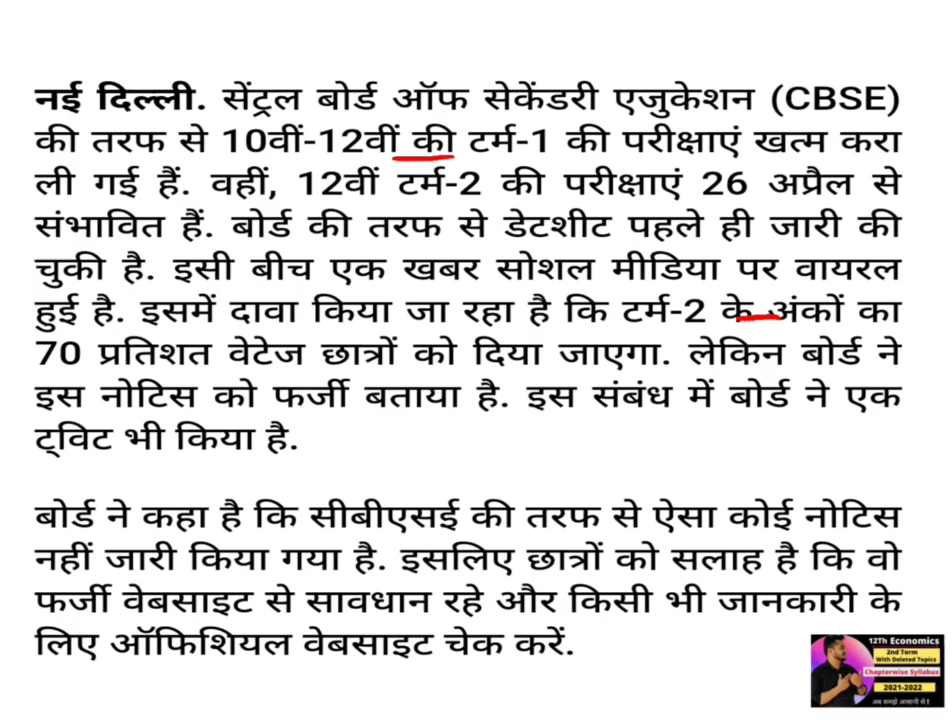 नई दिल्ली. सेंट्रल बोर्ड ऑफ सेकेंडरी एजुकेशन (CBSE)
की तरफ से 10वीं-12वीं की टर्म-1 की परीक्षाएं खत्म करा
ली गई हैं. वहीं, 12वीं टर्म-2 की परीक्षाएं 26 अप्रैल से
संभावित हैं. बोर्ड की तरफ से डेटशीट पहले ही जारी की
चुकी है. इसी बीच एक खबर सोशल मीडिया पर वायरल
हुई है. इसमें दावा किया जा रहा है कि टर्म-2 के अंकों का
70 प्रतिशत वेटेज छात्रों को दिया जाएगा. लेकिन बोर्ड ने
इस नोटिस को फर्जी बताया है. इस संबंध में बोर्ड ने एक
ट्विट भी किया है.
बोर्ड ने कहा है कि सीबीएसई की तरफ से ऐसा कोई नोटिस
नहीं जारी किया गया है. इसलिए छात्रों को सलाह है कि वो
फर्जी वेबसाइट से सावधान रहे और किसी भी जानकारी के
लिए ऑफिशियल वेबसाइट चेक करें.
12Th Economics
2nd Term
With Deleted Topics
Chapterwise Syllabus
2021-2022
अब समझो आसानी से !